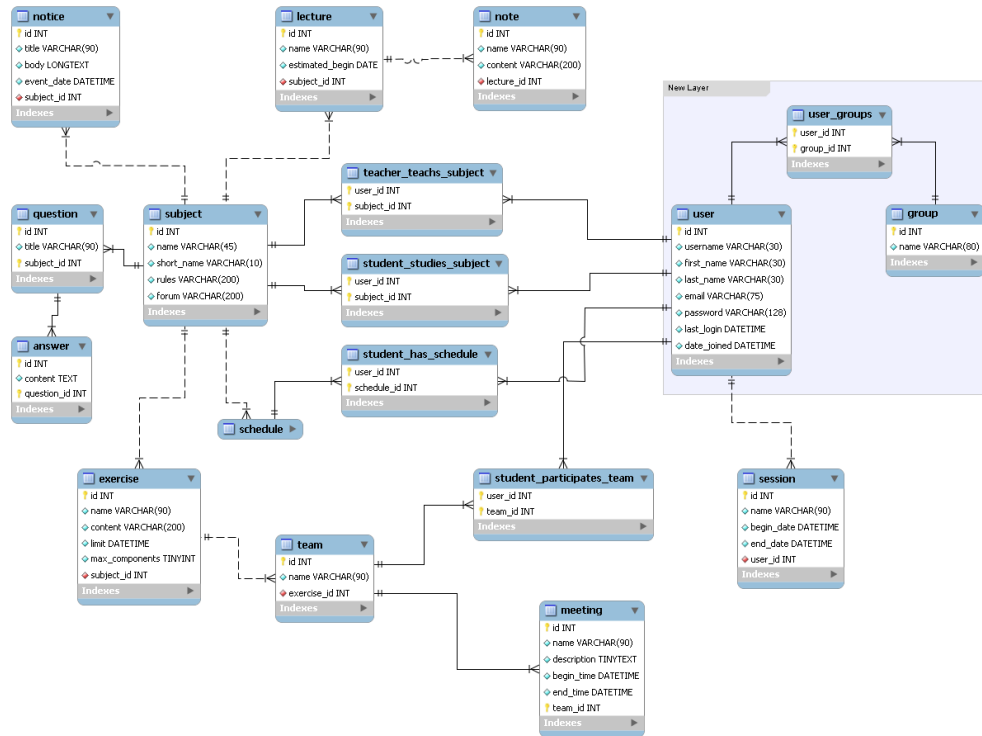 notice
id INT
title VARCHAR(90)
body LONGTEXT
event_date DATETIME
subject_id INT
Indexes
lecture
id INT
name VARCHAR(90)
estimated_begin DATE
subject_id INT
Indexes
note
id INT
name VARCHAR(90)
content VARCHAR(200)
lecture_id INT
Indexes
New Layer
user_groups
user_id INT
group_id INT
Indexes
teacher_teachs_subject
user_id INT
subject_id INT
Indexes
question
id INT
title VARCHAR(90)
subject_id INT
Indexes
subject
id INT
name VARCHAR(45)
short_name VARCHAR(10)
rules VARCHAR(200)
forum VARCHAR(200)
Indexes
user
id INT
username VARCHAR(30)
first_name VARCHAR(30)
last_name VARCHAR(30)
email VARCHAR(75)
password VARCHAR(128)
last_login DATETIME
date_joined DATETIME
Indexes
group
id INT
name VARCHAR(80)
Indexes
student_studies_subject
user_id INT
subject_id INT
Indexes
answer
id INT
content TEXT
question_id INT
Indexes
student_has_schedule
user_id INT
schedule_id INT
Indexes
schedule
exercise
id INT
name VARCHAR(90)
content VARCHAR(200)
limit DATETIME
max_components TINYINT
subject_id INT
Indexes
student_participates_team
user_id INT
team_id INT
Indexes
session
id INT
name VARCHAR(90)
begin_date DATETIME
end_date DATETIME
user_id INT
Indexes
team
id INT
name VARCHAR(90)
exercise_id INT
Indexes
meeting
id INT
name VARCHAR(90)
description TINYTEXT
begin_time DATETIME
end_time DATETIME
team_id INT
Indexes